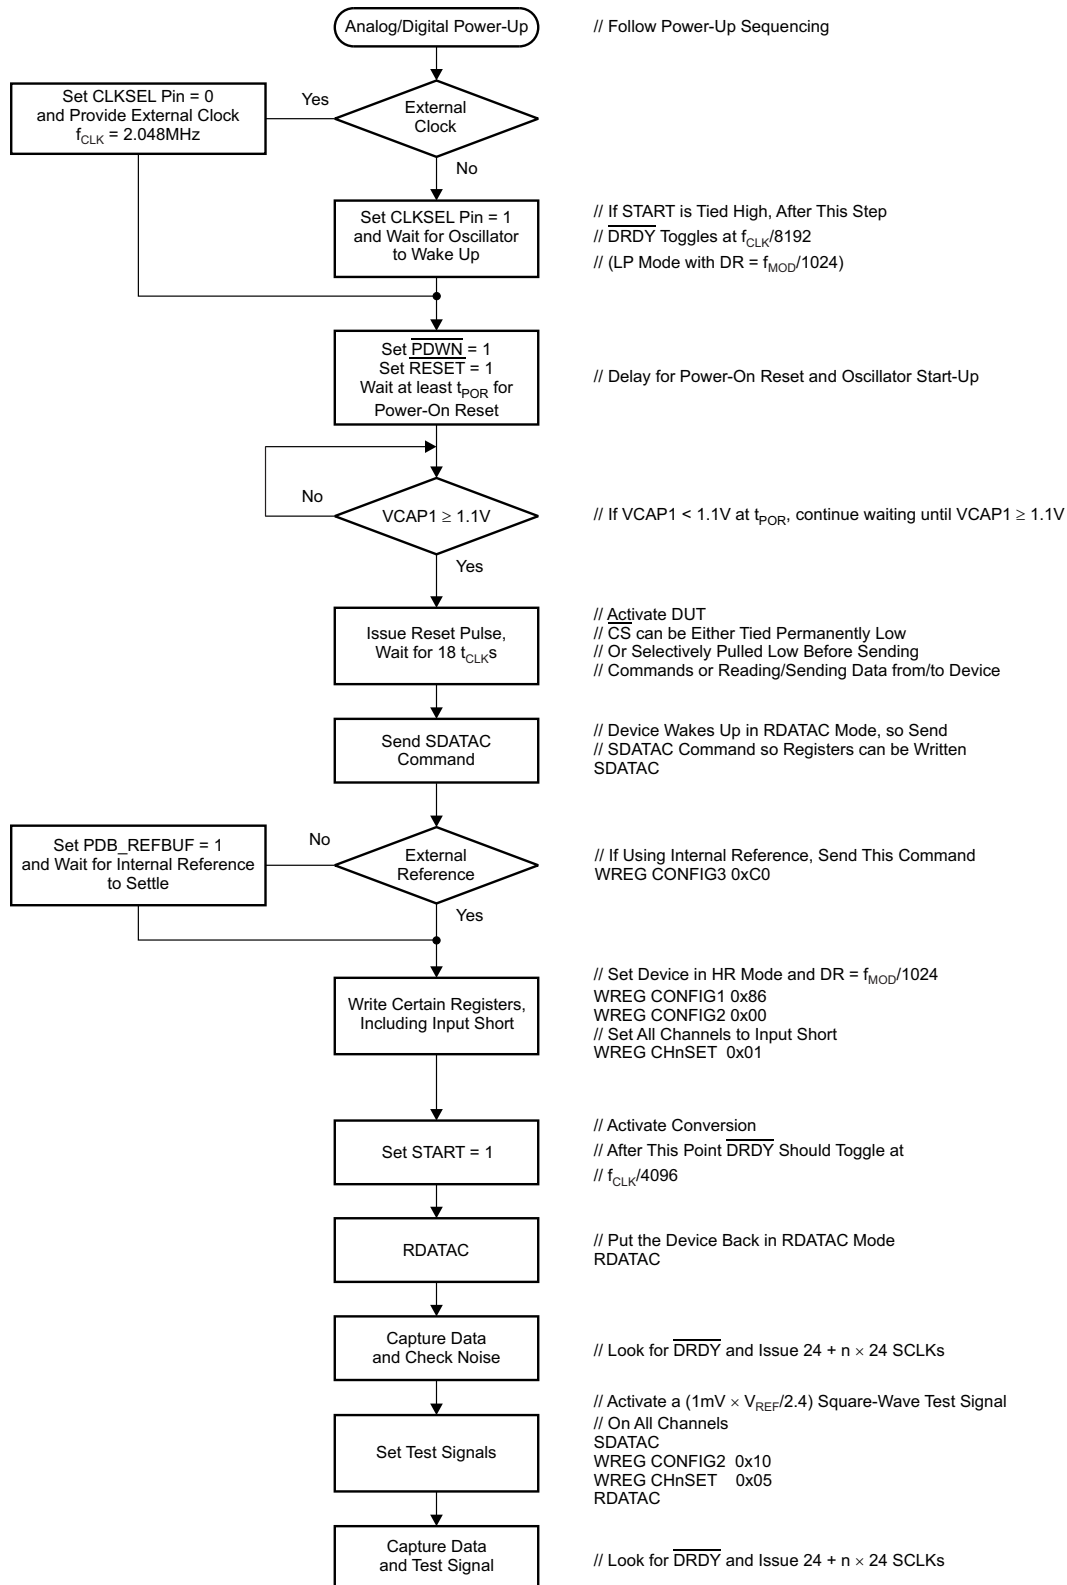 Analog/Digital Power-Up
// Follow Power-Up Sequencing
Set CLKSEL Pin = 0
and Provide External Clock
fCLK = 2.048MHz
Yes
External
Clock
No
Set CLKSEL Pin = 1
and Wait for Oscillator
to Wake Up
// If START is Tied High, After This Step
// DRDY Toggles at fCLK/8192
// (LP Mode with DR = fMOD/1024)
Set PDWN = 1
Set RESET = 1
Wait at least tPOR for
Power-On Reset
// Delay for Power-On Reset and Oscillator Start-Up
No
VCAP1 ≥ 1.1V
// If VCAP1 < 1.1V at tPOR, continue waiting until VCAP1 ≥ 1.1V
Yes
Issue Reset Pulse,
Wait for 18 tCLKs
// Activate DUT
// CS can be Either Tied Permanently Low
// Or Selectively Pulled Low Before Sending
// Commands or Reading/Sending Data from/to Device
Send SDATAC
Command
// Device Wakes Up in RDATAC Mode, so Send
// SDATAC Command so Registers can be Written
SDATAC
Set PDB_REFBUF = 1
and Wait for Internal Reference
to Settle
No
External
Reference
Yes
// If Using Internal Reference, Send This Command
WREG CONFIG3 0xC0
Write Certain Registers,
Including Input Short
// Set Device in HR Mode and DR = fMOD/1024
WREG CONFIG1 0x86
WREG CONFIG2 0x00
// Set All Channels to Input Short
WREG CHnSET 0x01
Set START = 1
// Activate Conversion
// After This Point DRDY Should Toggle at
// fCLK/4096
RDATAC
// Put the Device Back in RDATAC Mode
RDATAC
Capture Data
and Check Noise
// Look for DRDY and Issue 24 + n × 24 SCLKs
Set Test Signals
// Activate a (1mV × VREF/2.4) Square-Wave Test Signal
// On All Channels
SDATAC
WREG CONFIG2 0x10
WREG CHnSET 0x05
RDATAC
Capture Data
and Test Signal
// Look for DRDY and Issue 24 + n × 24 SCLKs